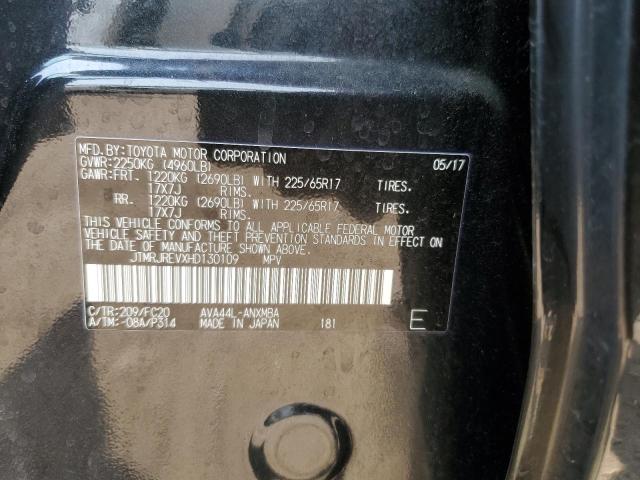 MFD.BY:TOYOTA MOTOR CORPORATION 05/17
GVWR:2250KG (4960LB)
GAWR:FRT. 1220KG (2690LB) WITH 225/65R17 TIRES.
17X7J RIMS.
RR. 1220KG (2690LB) WITH 225/65R17 TIRES.
17X7J RIMS.
THIS VEHICLE CONFORMS TO ALL APPLICABLE FEDERAL MOTOR
VEHICLE SAFETY AND THEFT PREVENTION STANDARDS IN EFFECT
ON THE DATE OF MANUFACTURE SHOWN ABOVE.
JTMRJREVXHD130109 MPV
C/TR:209/FC20 AVA44L-ANXMBA
A/TM:-08A/P314 MADE IN JAPAN 181 E